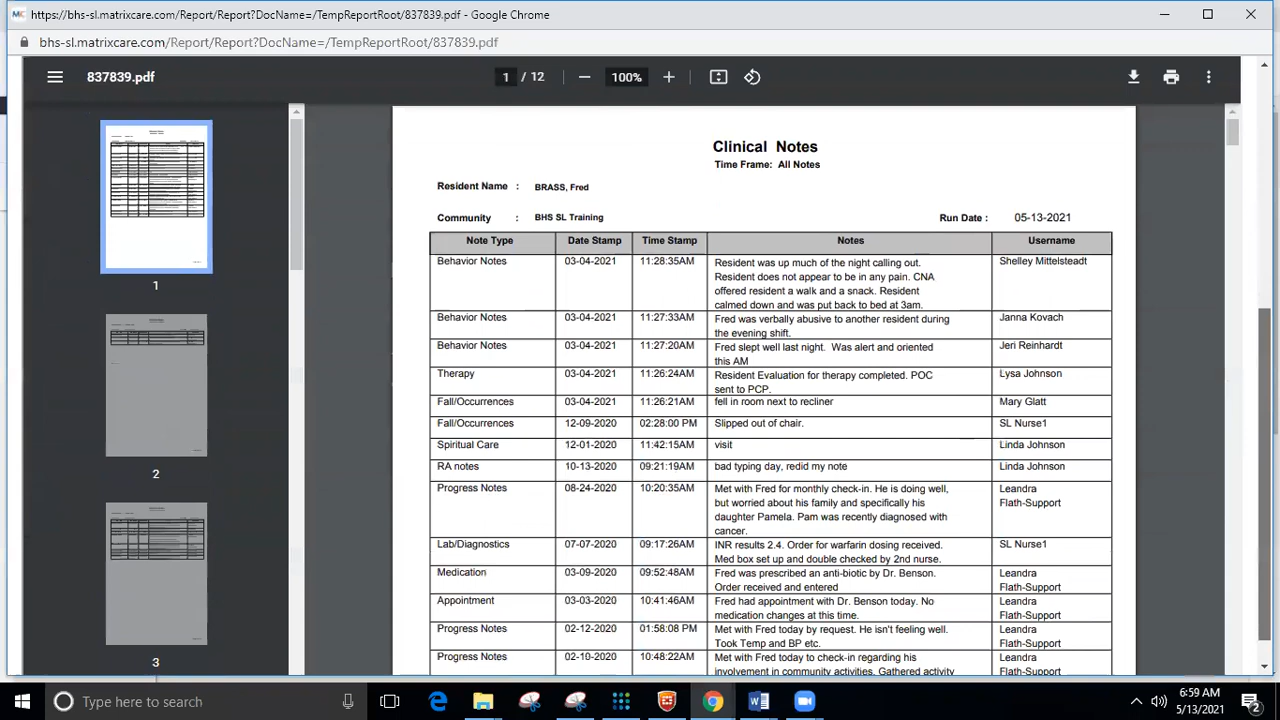 https://bhs-sl.matrixcare.com/Report/Report?DocName=/TempReportRoot/837839.pdf - Google Chrome
bhs-sl.matrixcare.com/Report/Report?DocName=/TempReportRoot/837839.pdf
837839.pdf
1 / 12
100%
1
2
3
Clinical Notes
Time Frame: All Notes
Resident Name : BRASS, Fred
Community : BHS SL Training Run Date : 05-13-2021
Note Type Date Stamp Time Stamp Notes Username
Behavior Notes 03-04-2021 11:28:35AM Resident was up much of the night calling out. Shelley Mittelsteadt
Resident does not appear to be in any pain. CNA
offered resident a walk and a snack. Resident
calmed down and was put back to bed at 3am.
Behavior Notes 03-04-2021 11:27:33AM Fred was verbally abusive to another resident during Janna Kovach
the evening shift.
Behavior Notes 03-04-2021 11:27:20AM Fred slept well last night. Was alert and oriented Jeri Reinhardt
this AM
Therapy 03-04-2021 11:26:24AM Resident Evaluation for therapy completed. POC Lysa Johnson
sent to PCP.
Fall/Occurrences 03-04-2021 11:26:21AM fell in room next to recliner Mary Glatt
Fall/Occurrences 12-09-2020 02:28:00 PM Slipped out of chair. SL Nurse1
Spiritual Care 12-01-2020 11:42:15AM visit Linda Johnson
RA notes 10-13-2020 09:21:19AM bad typing day, redid my note Linda Johnson
Progress Notes 08-24-2020 10:20:35AM Met with Fred for monthly check-in. He is doing well, Leandra
but worried about his family and specifically his Flath-Support
daughter Pamela. Pam was recently diagnosed with
cancer.
Lab/Diagnostics 07-07-2020 09:17:26AM INR results 2.4. Order for warfarin dosing received. SL Nurse1
Med box set up and double checked by 2nd nurse.
Medication 03-09-2020 09:52:48AM Fred was prescribed an anti-biotic by Dr. Benson. Leandra
Order received and entered Flath-Support
Appointment 03-03-2020 10:41:46AM Fred had appointment with Dr. Benson today. No Leandra
medication changes at this time. Flath-Support
Progress Notes 02-12-2020 01:58:08 PM Met with Fred today by request. He isn't feeling well. Leandra
Took Temp and BP etc. Flath-Support
Progress Notes 02-10-2020 10:48:22AM Met with Fred today to check-in regarding his Leandra
involvement in community activities. Gathered activity Flath-Support
Type here to search
6:59 AM
5/13/2021
2